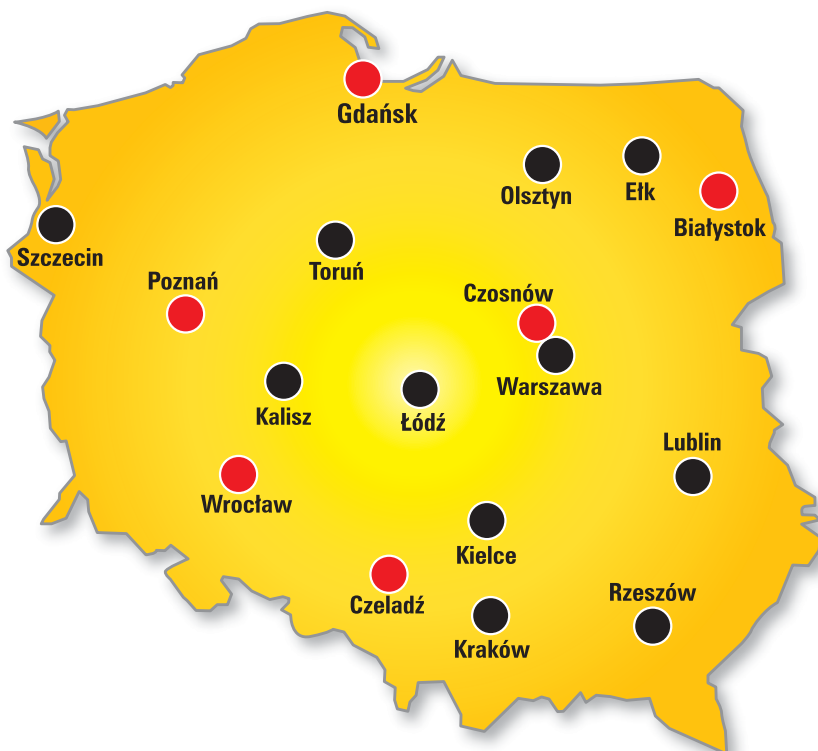 Gdańsk
Olsztyn
Ełk
Białystok
Szczecin
Toruń
Poznań
Czosnów
Warszawa
Kalisz
Łódź
Lublin
Wrocław
Kielce
Czeladź
Rzeszów
Kraków